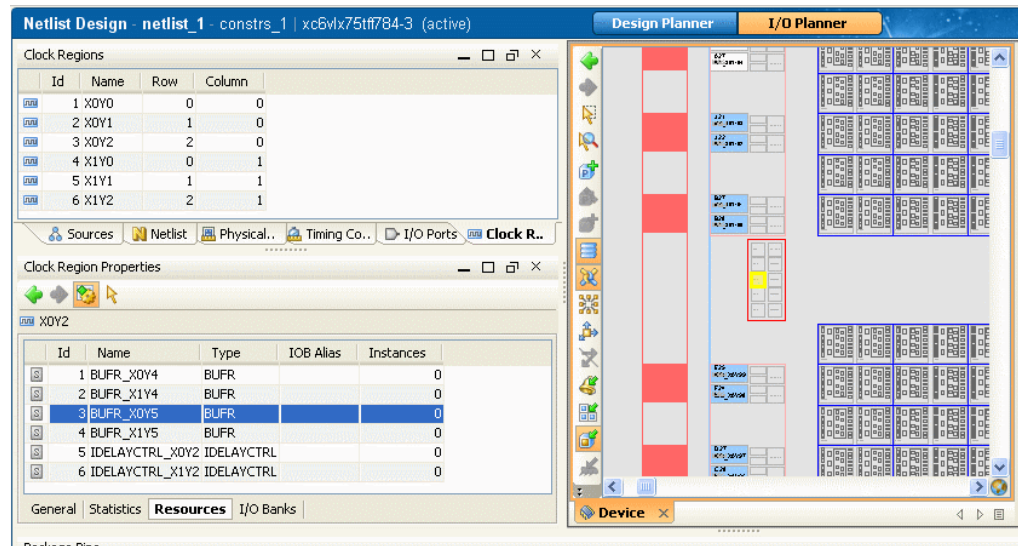 Netlist Design - netlist_1 - constrs_1 | xc6vlx75tff784-3 (active)
Design Planner
I/O Planner
Clock Regions
Id Name Row Column
1 X0Y0 0 0
2 X0Y1 1 0
3 X0Y2 2 0
4 X1Y0 0 1
5 X1Y1 1 1
6 X1Y2 2 1
Sources Netlist Physical.. Timing Co.. I/O Ports Clock R..
Clock Region Properties
X0Y2
Id Name Type IOB Alias Instances
1 BUFR_X0Y4 BUFR 0
2 BUFR_X1Y4 BUFR 0
3 BUFR_X0Y5 BUFR 0
4 BUFR_X1Y5 BUFR 0
5 IDELAYCTRL_X0Y2 IDELAYCTRL 0
6 IDELAYCTRL_X1Y2 IDELAYCTRL 0
General Statistics Resources I/O Banks
Device